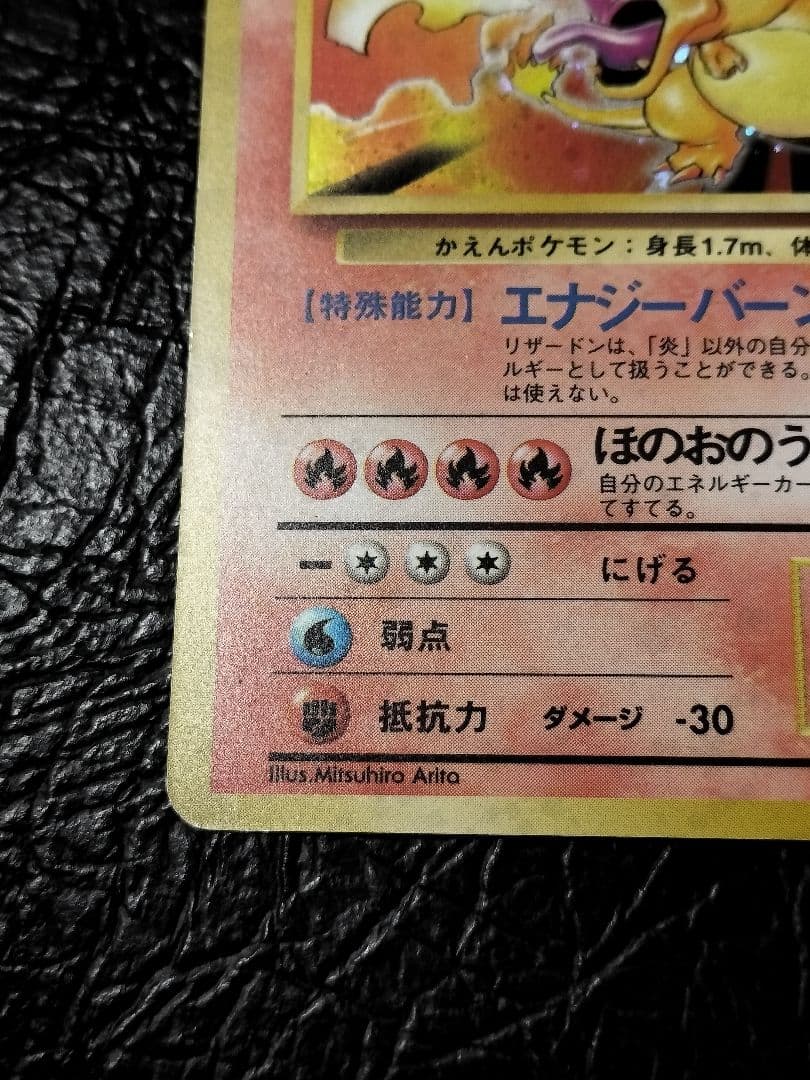 かえんポケモン：身長1.7m、体
【特殊能力】 エナジーバーン
リザードンは、「炎」以外の自分
ルギーとして扱うことができる。
は使えない。
ほのおのう
自分のエネルギーカー
てすてる。
にげる
弱点
抵抗力 ダメージ -30
Illus.Mitsuhiro Arita